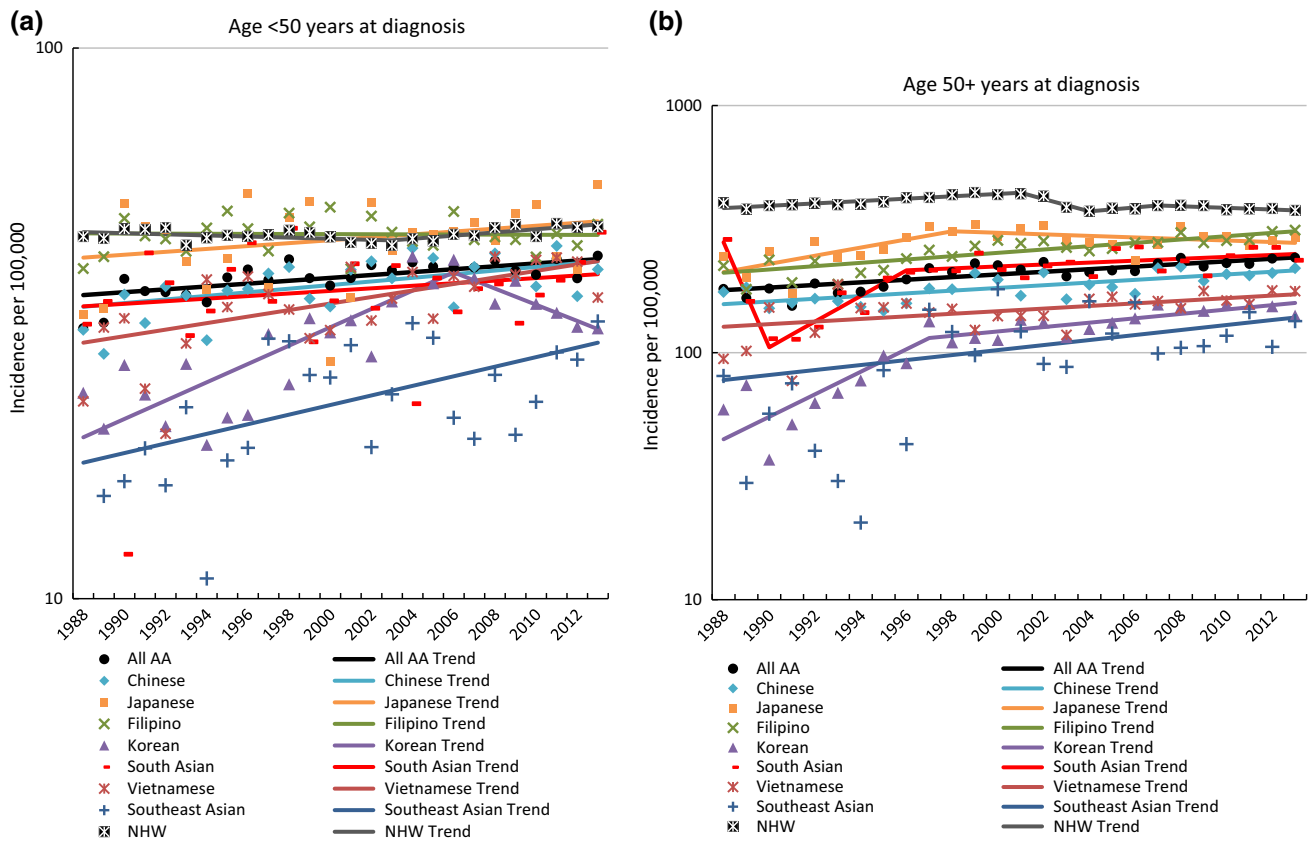 (a)
Age <50 years at diagnosis
100
10
Incidence per 100,000
1988 1990 1992 1994 1996 1998 2000 2002 2004 2006 2008 2010 2012
All AA All AA Trend
Chinese Chinese Trend
Japanese Japanese Trend
Filipino Filipino Trend
Korean Korean Trend
South Asian South Asian Trend
Vietnamese Vietnamese Trend
Southeast Asian Southeast Asian Trend
NHW NHW Trend
(b)
Age 50+ years at diagnosis
1000
100
10
Incidence per 100,000
1988 1990 1992 1994 1996 1998 2000 2002 2004 2006 2008 2010 2012
All AA All AA Trend
Chinese Chinese Trend
Japanese Japanese Trend
Filipino Filipino Trend
Korean Korean Trend
South Asian South Asian Trend
Vietnamese Vietnamese Trend
Southeast Asian Southeast Asian Trend
NHW NHW Trend